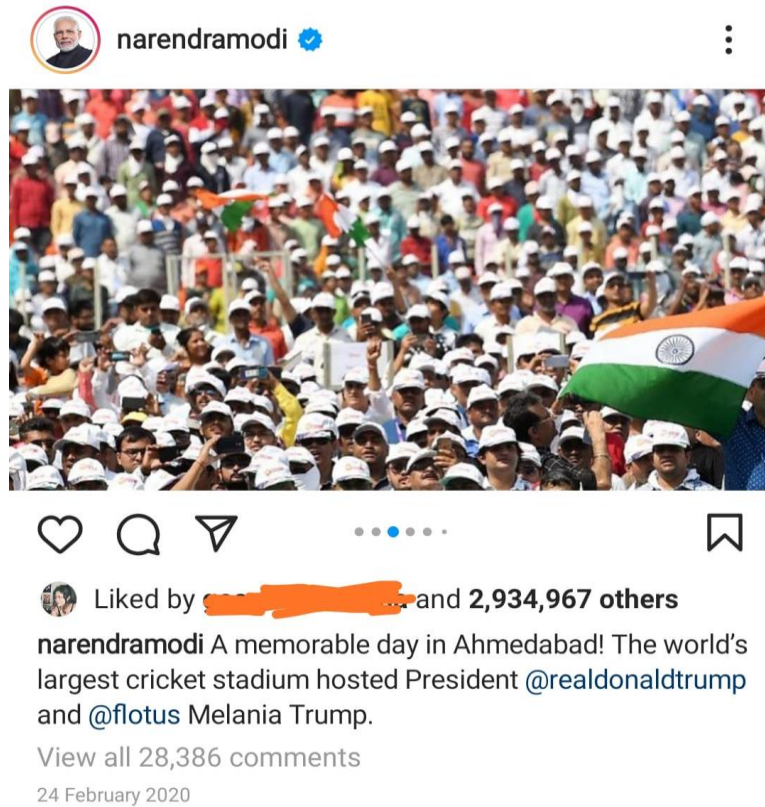 narendramodi
Liked by and 2,934,967 others
narendramodi A memorable day in Ahmedabad! The world's
largest cricket stadium hosted President @realdonaldtrump
and @flotus Melania Trump.
View all 28,386 comments
24 February 2020